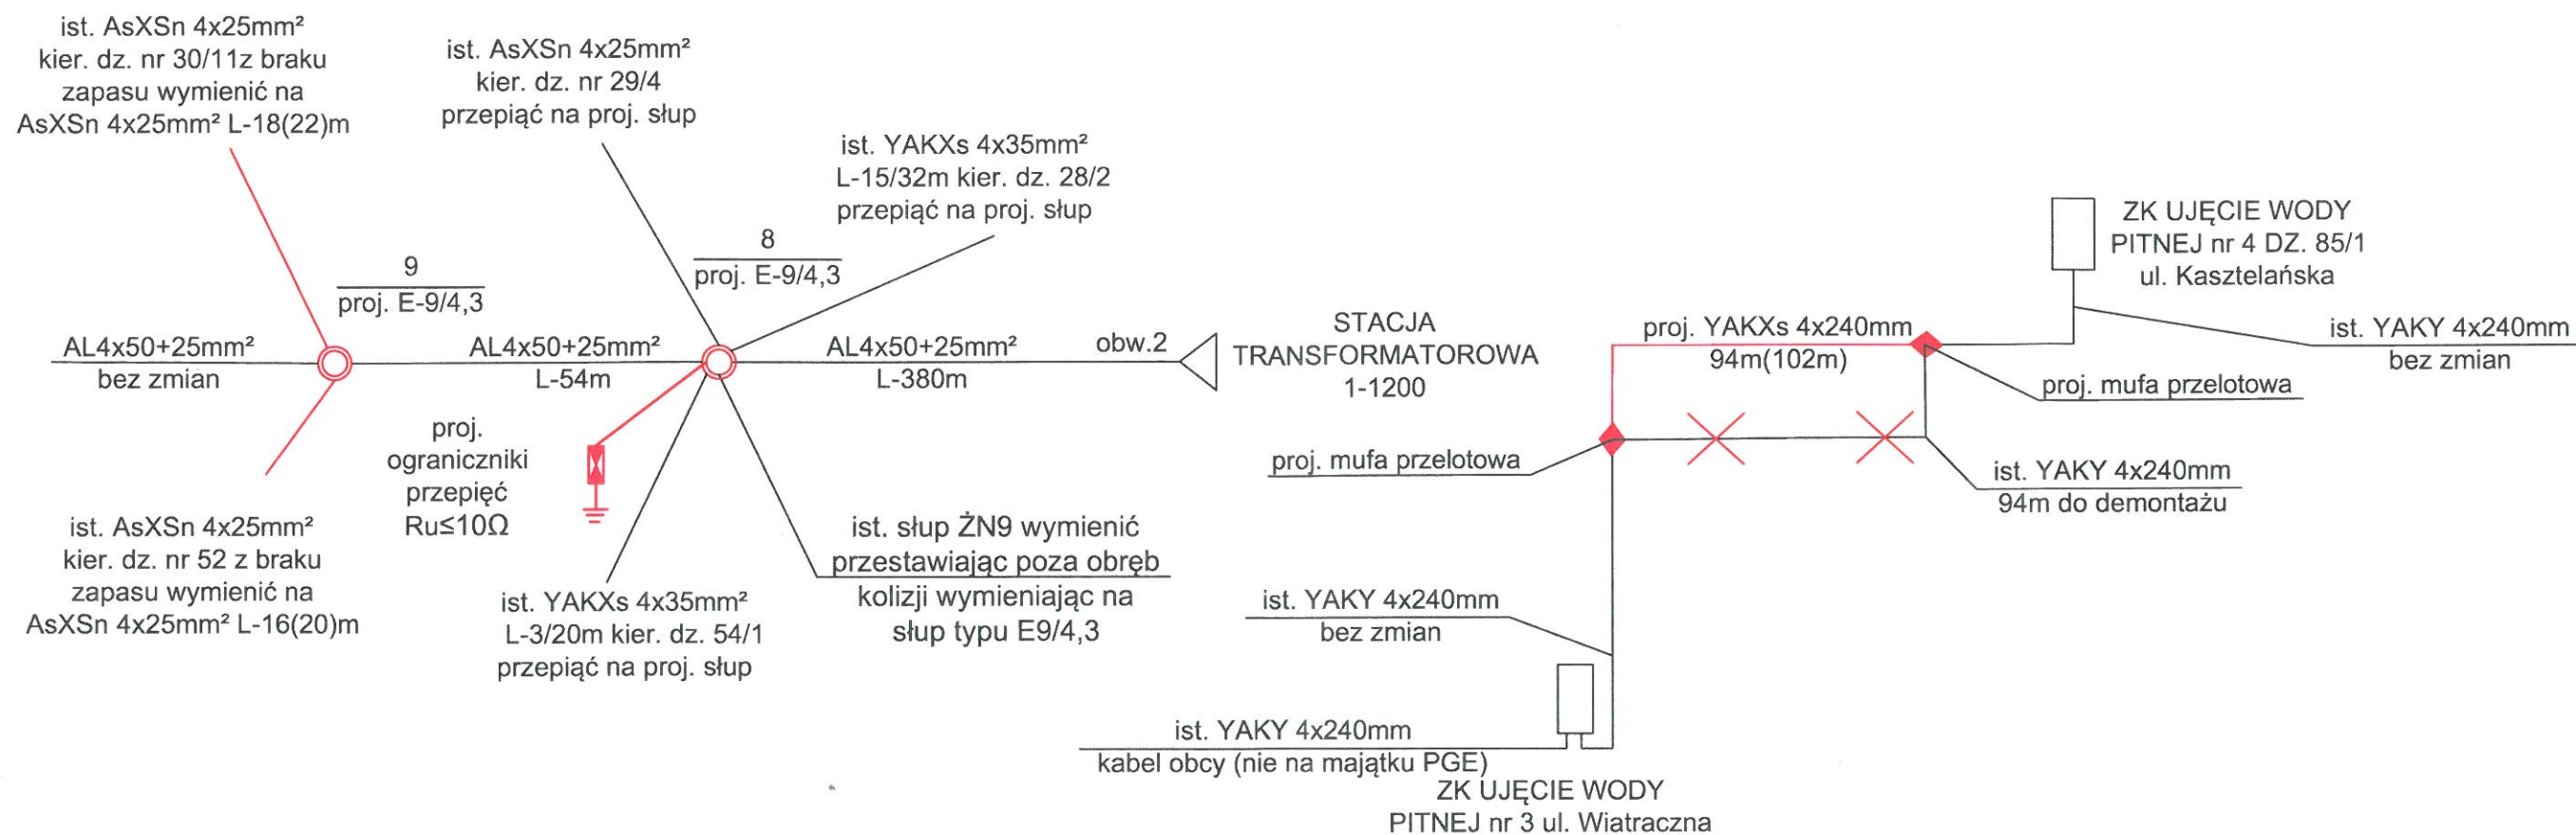 ist. AsXSn 4x25mm²
kier. dz. nr 30/11z braku
zapasu wymienić na
AsXSn 4x25mm² L-18(22)m
ist. AsXSn 4x25mm²
kier. dz. nr 29/4
przepiąć na proj. słup
ist. YAKXs 4x35mm²
L-15/32m kier. dz. 28/2
przepiąć na proj. słup
9
proj. E-9/4,3
8
proj. E-9/4,3
AL4x50+25mm²
bez zmian
AL4x50+25mm²
L-54m
AL4x50+25mm²
L-380m
obw.2
STACJA
TRANSFORMATOROWA
1-1200
proj.
ograniczniki
przepięć
Ru≤10Ω
ist. AsXSn 4x25mm²
kier. dz. nr 52 z braku
zapasu wymienić na
AsXSn 4x25mm² L-16(20)m
ist. YAKXs 4x35mm²
L-3/20m kier. dz. 54/1
przepiąć na proj. słup
ist. słup ŻN9 wymienić
przestawiając poza obręb
kolizji wymieniając na
słup typu E9/4,3
ZK UJĘCIE WODY
PITNEJ nr 4 DZ. 85/1
ul. Kasztelańska
proj. YAKXs 4x240mm
94m(102m)
ist. YAKY 4x240mm
bez zmian
proj. mufa przelotowa
proj. mufa przelotowa
ist. YAKY 4x240mm
94m do demontażu
ist. YAKY 4x240mm
bez zmian
ist. YAKY 4x240mm
kabel obcy (nie na majątku PGE)
ZK UJĘCIE WODY
PITNEJ nr 3 ul. Wiatraczna